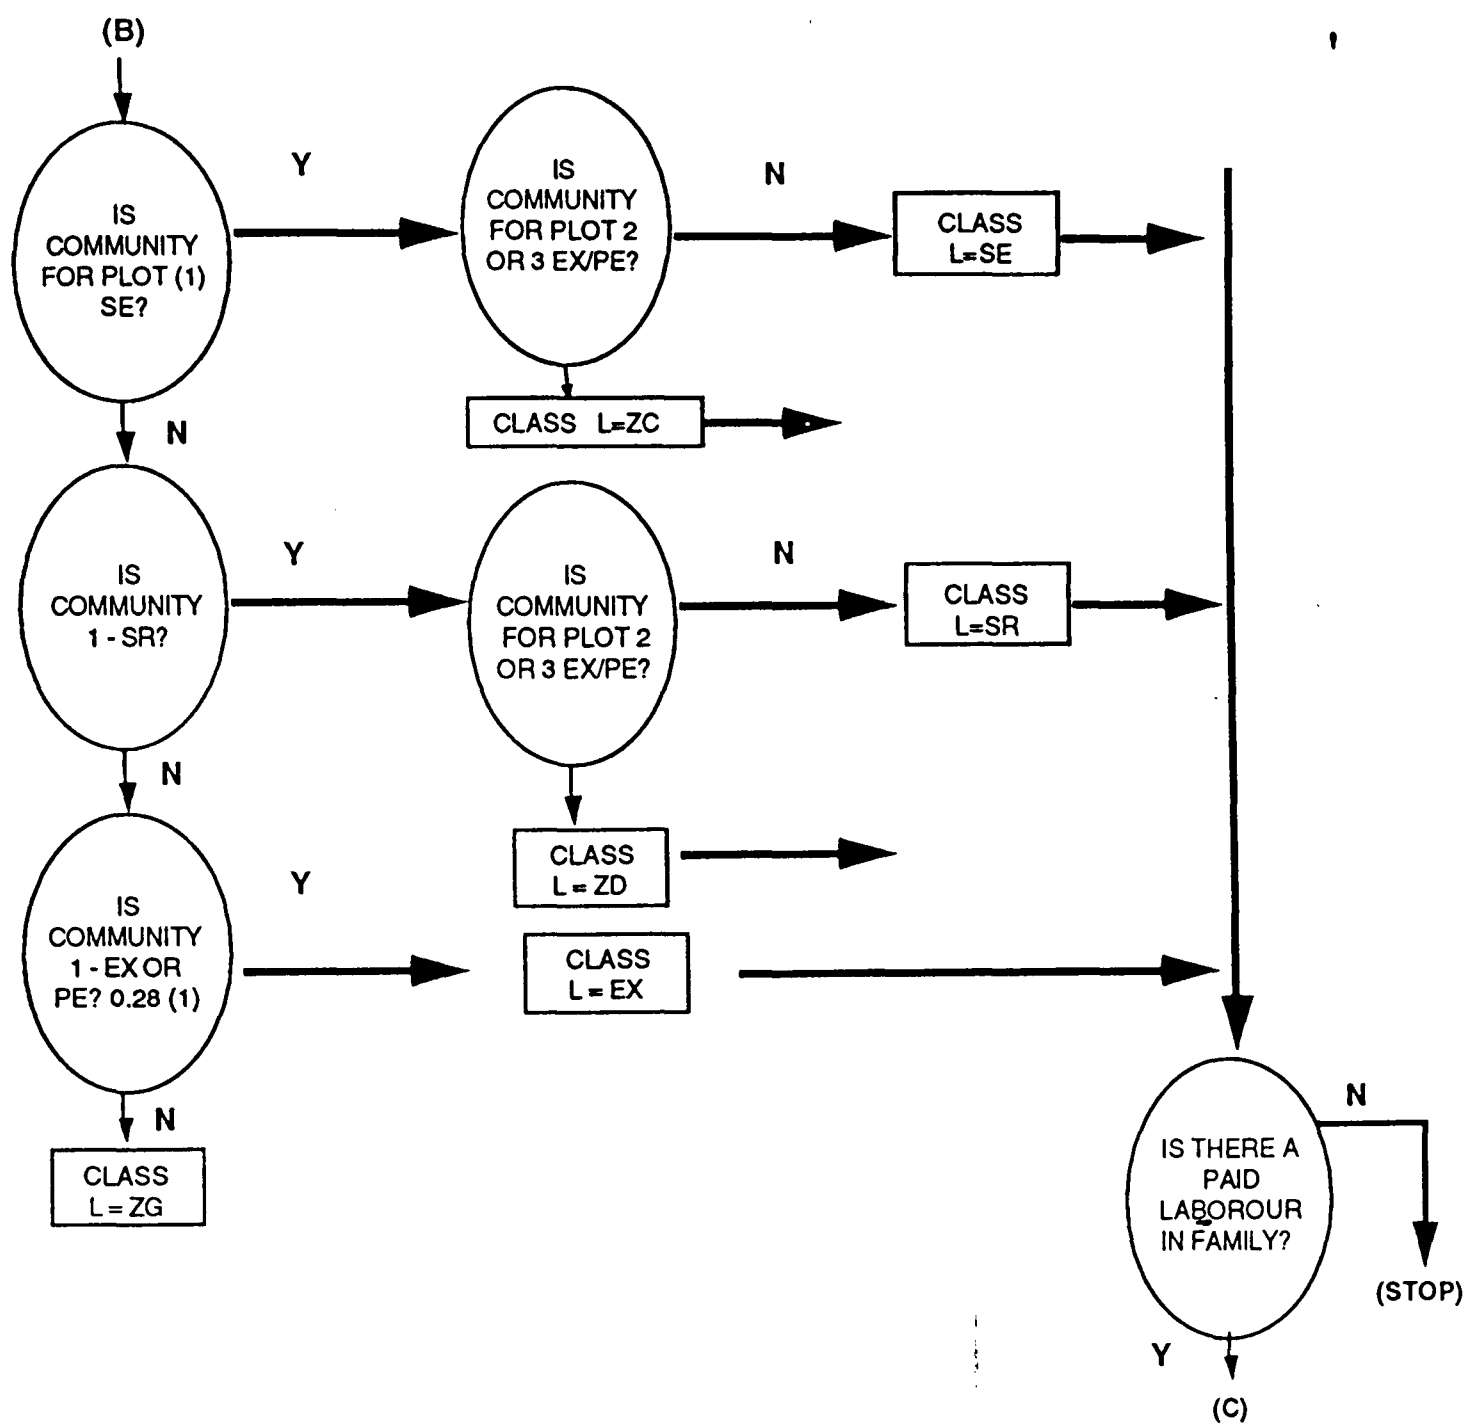 (B)
IS
COMMUNITY
FOR PLOT (1)
SE?
Y
IS
COMMUNITY
FOR PLOT 2
OR 3 EX/PE?
N
CLASS
L=SE
CLASS L=ZC
N
IS
COMMUNITY
1 - SR?
Y
IS
COMMUNITY
FOR PLOT 2
OR 3 EX/PE?
N
CLASS
L=SR
CLASS
L = ZD
N
IS
COMMUNITY
1 - EX OR
PE? 0.28 (1)
Y
CLASS
L = EX
N
CLASS
L = ZG
IS THERE A
PAID
LABOROUR
IN FAMILY?
N
(STOP)
Y
(C)